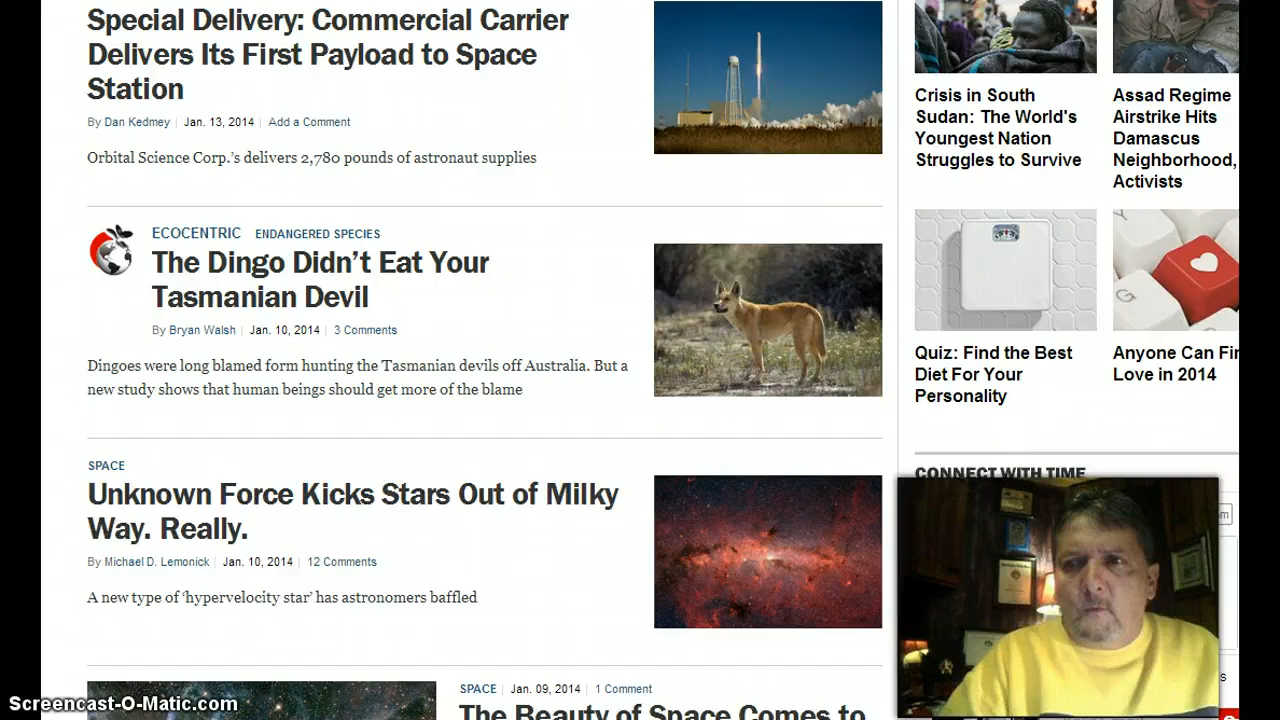 Special Delivery: Commercial Carrier
Delivers Its First Payload to Space
Station
By Dan Kedmey | Jan. 13, 2014 | Add a Comment
Orbital Science Corp.’s delivers 2,780 pounds of astronaut supplies
ECOCENTRIC ENDANGERED SPECIES
The Dingo Didn’t Eat Your
Tasmanian Devil
By Bryan Walsh | Jan. 10, 2014 | 3 Comments
Dingoes were long blamed form hunting the Tasmanian devils off Australia. But a
new study shows that human beings should get more of the blame
SPACE
Unknown Force Kicks Stars Out of Milky
Way. Really.
By Michael D. Lemonick | Jan. 10, 2014 | 12 Comments
A new type of ‘hypervelocity star’ has astronomers baffled
SPACE | Jan. 09, 2014 | 1 Comment
The Beauty of Space Comes to
Crisis in South
Sudan: The World's
Youngest Nation
Struggles to Survive
Assad Regime
Airstrike Hits
Damascus
Neighborhood,
Activists
Quiz: Find the Best
Diet For Your
Personality
Anyone Can Fi
Love in 2014
CONNECT WITH TIME
G
Screencast-O-Matic.com